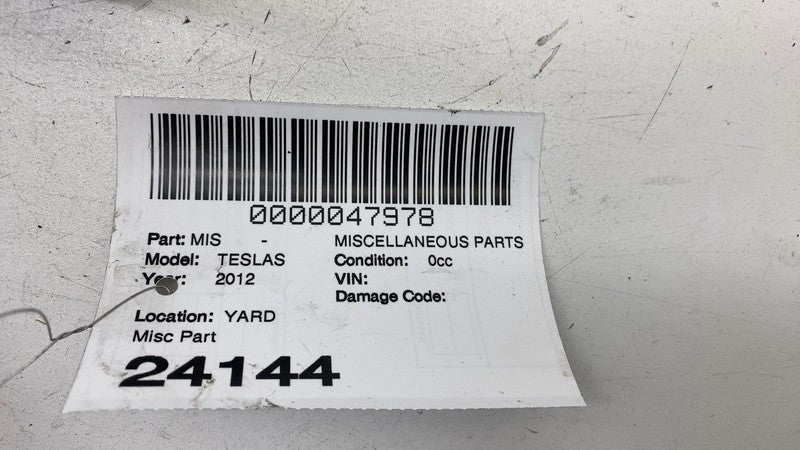 0000047978
Part: MIS - MISCELLANEOUS PARTS
Model: TESLAS Condition: 0cc
Year: 2012 VIN:
Damage Code:
Location: YARD
Misc Part
24144